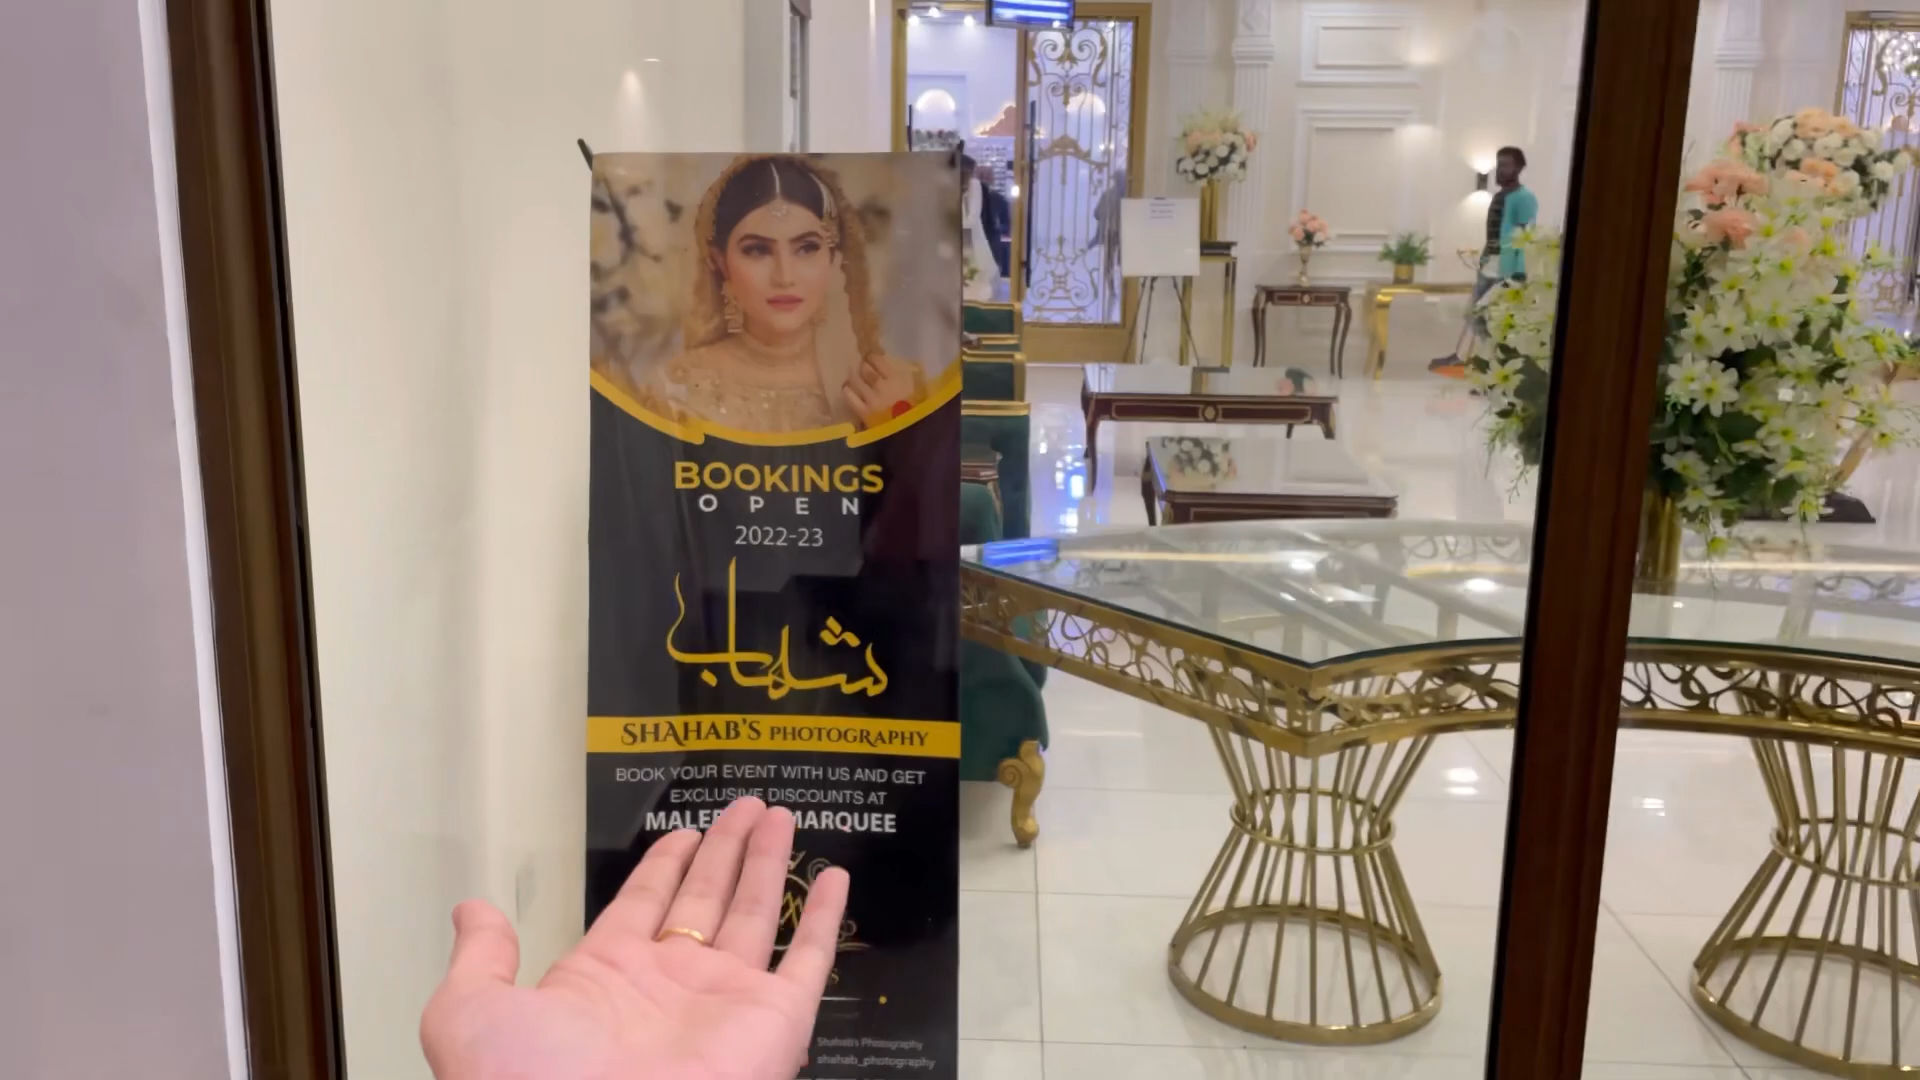 BOOKINGS
OPEN
2022-23
شہاب
SHAHAB'S PHOTOGRAPHY
BOOK YOUR EVENT WITH US AND GET
EXCLUSIVE DISCOUNTS AT
MARQUEE
Shahab's Photography
shahab_photography